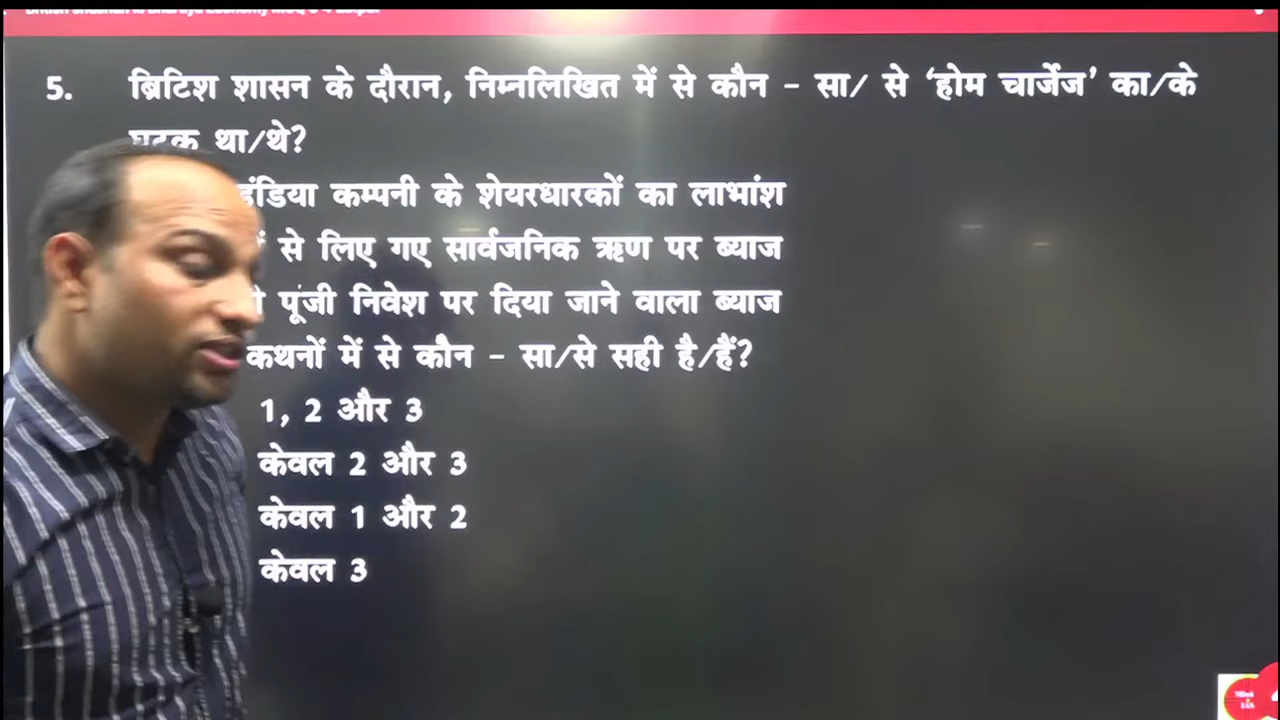 5. ब्रिटिश शासन के दौरान, निम्नलिखित में से कौन - सा/ से 'होम चार्जेज' का/के
घटक था/थे?
इंडिया कम्पनी के शेयरधारकों का लाभांश
से लिए गए सार्वजनिक ऋण पर ब्याज
पूंजी निवेश पर दिया जाने वाला ब्याज
कथनों में से कौन - सा/से सही है/हैं?
1, 2 और 3
केवल 2 और 3
केवल 1 और 2
केवल 3